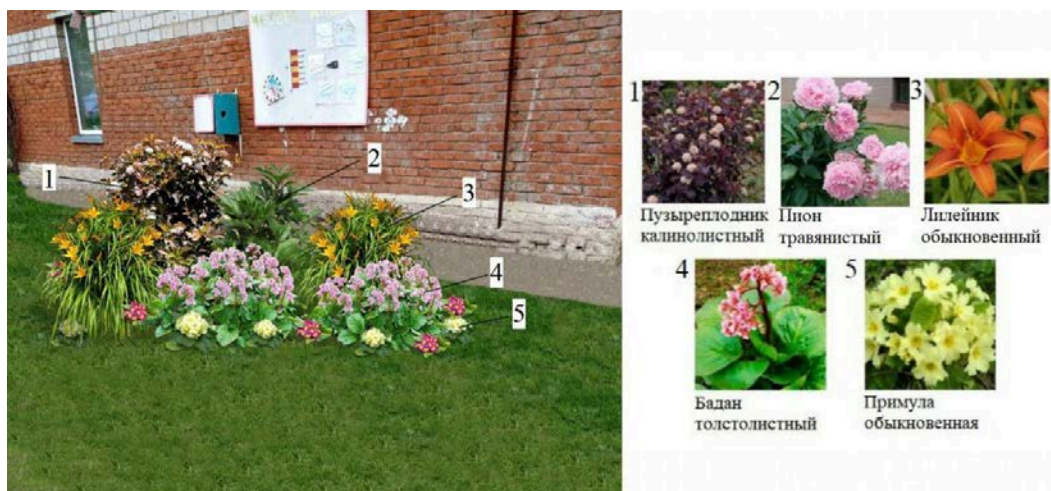 1
2
3
4
5
1
Пузыреплодник
калинолистный
2
Пион
травянистый
3
Лилейник
обыкновенный
4
Бадан
толстолистный
5
Примула
обыкновенная